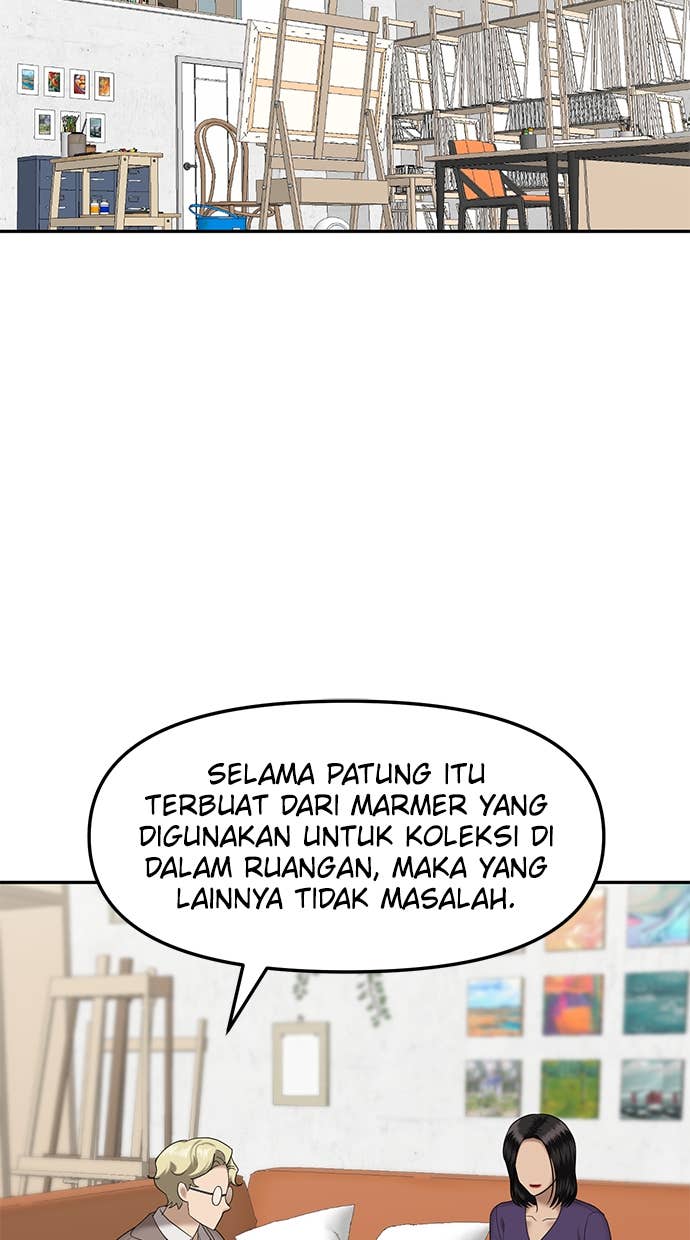 SELAMA PATUNG ITU
TERBUAT DARI MARMER YANG
DIGUNAKAN UNTUK KOLEKSI DI
DALAM RUANGAN, MAKA YANG
LAINNYA TIDAK MASALAH.